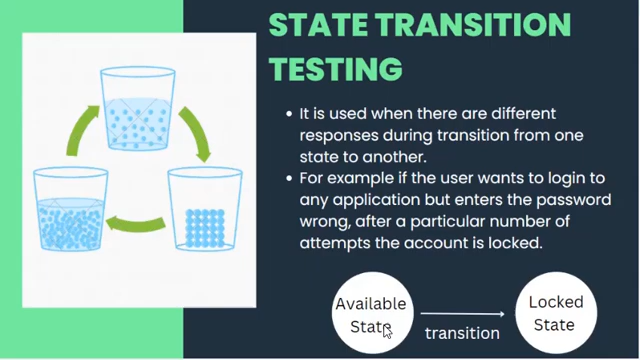 STATE TRANSITION
TESTING
• It is used when there are different
responses during transition from one
state to another.
• For example if the user wants to login to
any application but enters the password
wrong, after a particular number of
attempts the account is locked.
Available
State
transition
Locked
State